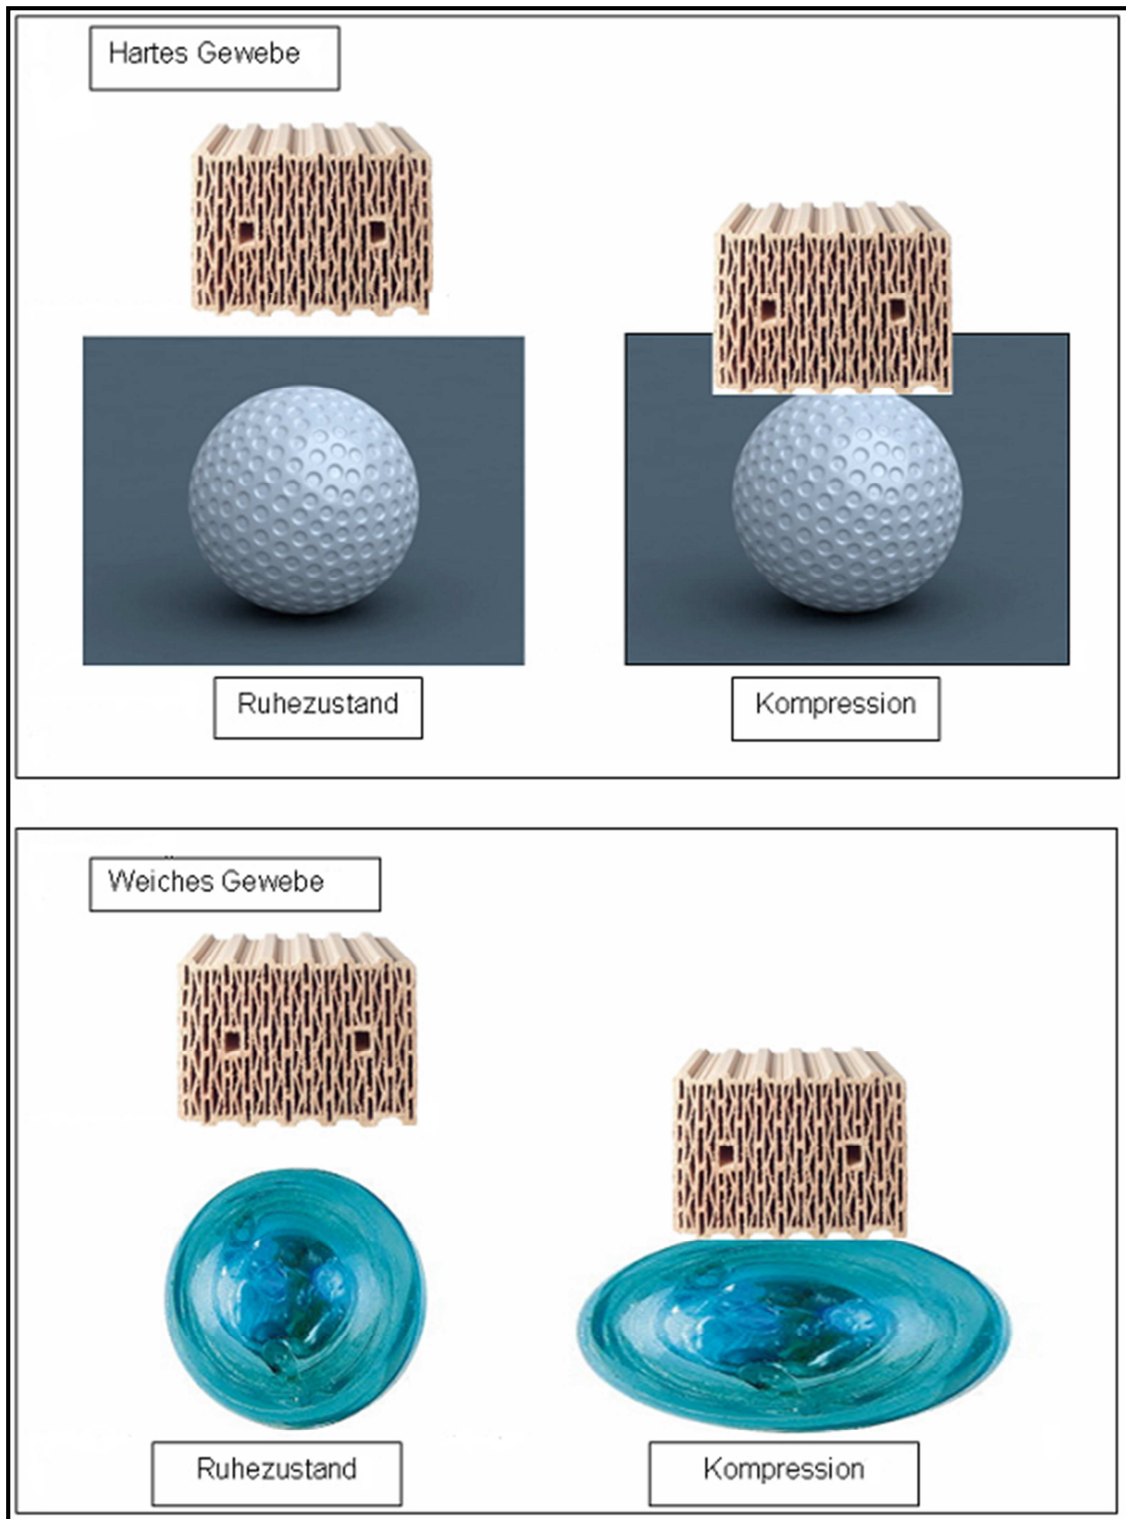 Hartes Gewebe
Ruhezustand
Kompression
Weiches Gewebe
Ruhezustand
Kompression